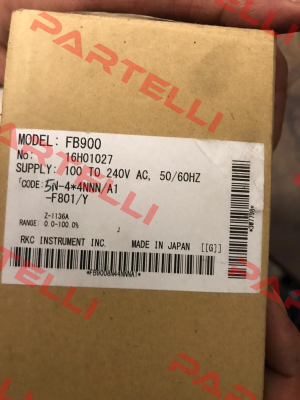 PARTELLI
MODEL: FB900
No: 16H01027
SUPPLY: 100 TO 240V AC, 50/60HZ
CODE: 5N-4*4NNN/A1
-F801/Y
Z-1136A
RANGE: 0.0-100.0%
RKC INSTRUMENT INC. MADE IN JAPAN [[G]]
PARTELLI
PARTELLI